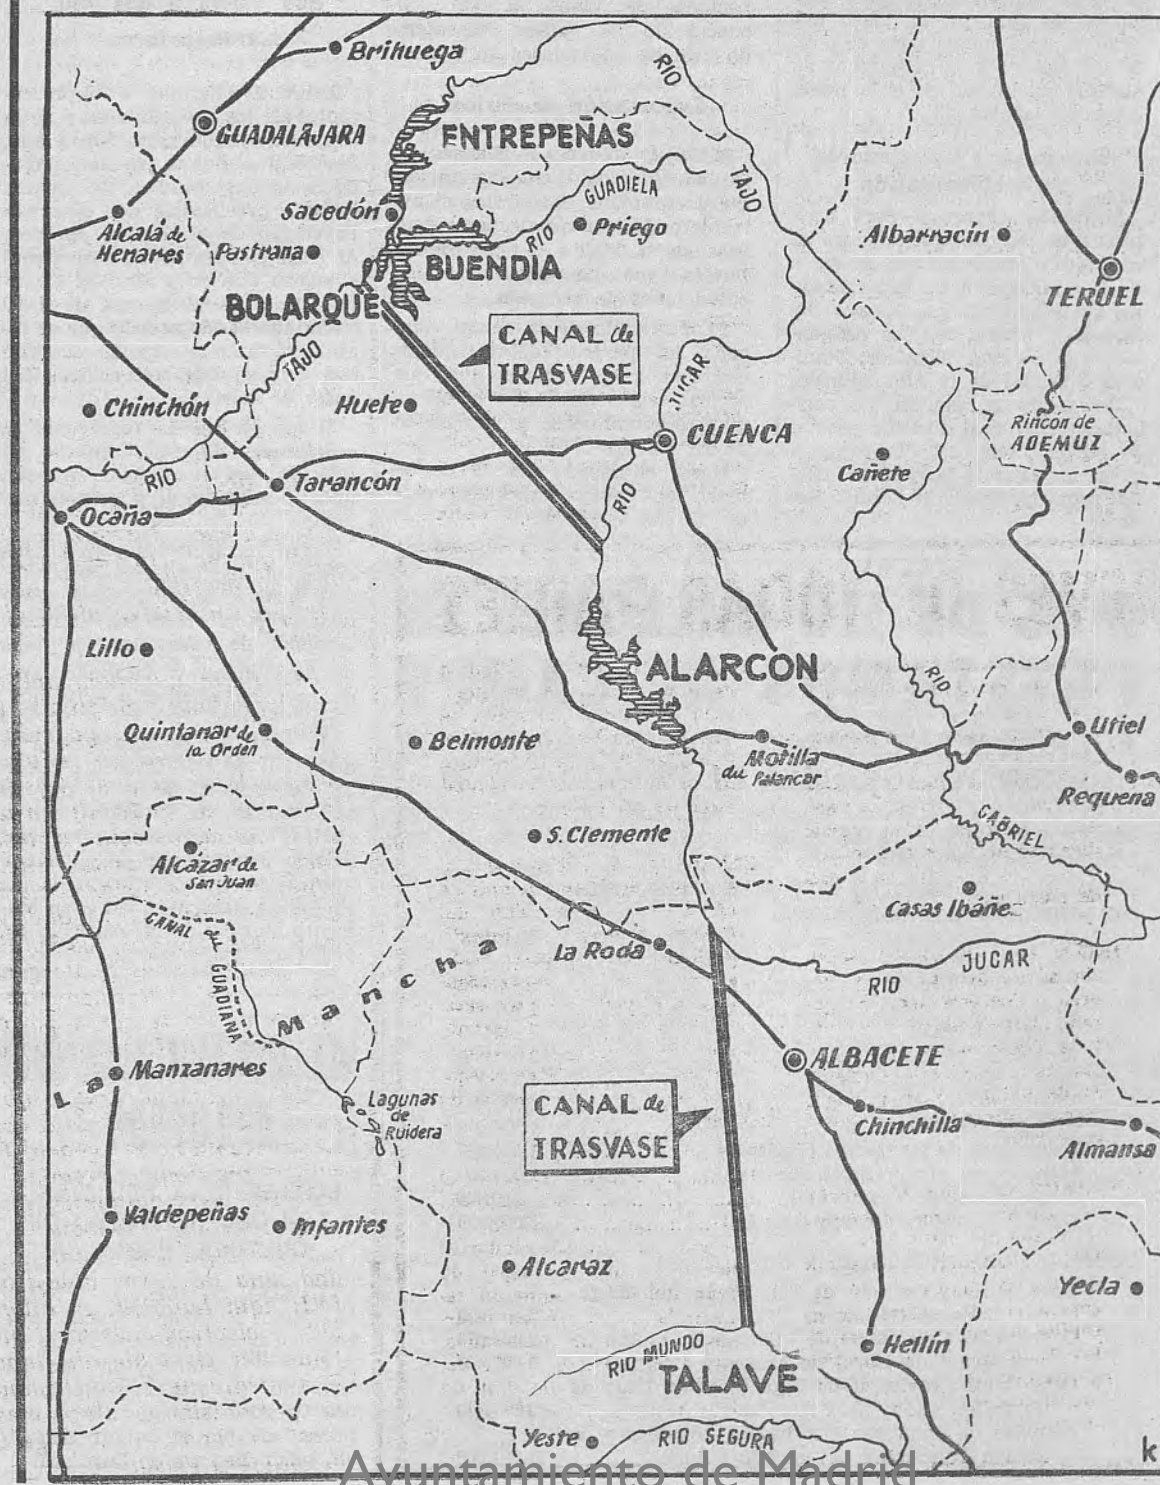 Brihuega
RIO
GUADALAJARA
ENTREPEÑAS
TAJO
GUADIELA
Alcalá de
Henares
Sacedón
RIO
Priego
Albarracín
Pastrana
BUENDIA
TERUEL
BOLARQUE
CANAL de
TRASVASE
TAJO
JUCAR
Chinchón
Huete
CUENCA
Rincón de
ADEMUZ
RIO
Tarancón
RIO
Cañete
Ocaña
Lillo
ALARCON
RIO
Quintanar de
la Orden
Belmonte
Motilla
du Palancar
Utiel
Requena
S. Clemente
GABRIEL
Alcázar de
San Juan
Casas Ibáñe
CANAL
du
GUADIANA
La Roda
JUCAR
RIO
La Mancha
Manzanares
ALBACETE
Lagunas
de
Ruidera
CANAL de
TRASVASE
Chinchilla
Almansa
Valdepeñas
Infantes
Alcaraz
Yecla
RIO MUNDO
Hellín
TALAVE
Yeste
RIO SEGURA
k
Ayuntamiento de Madrid